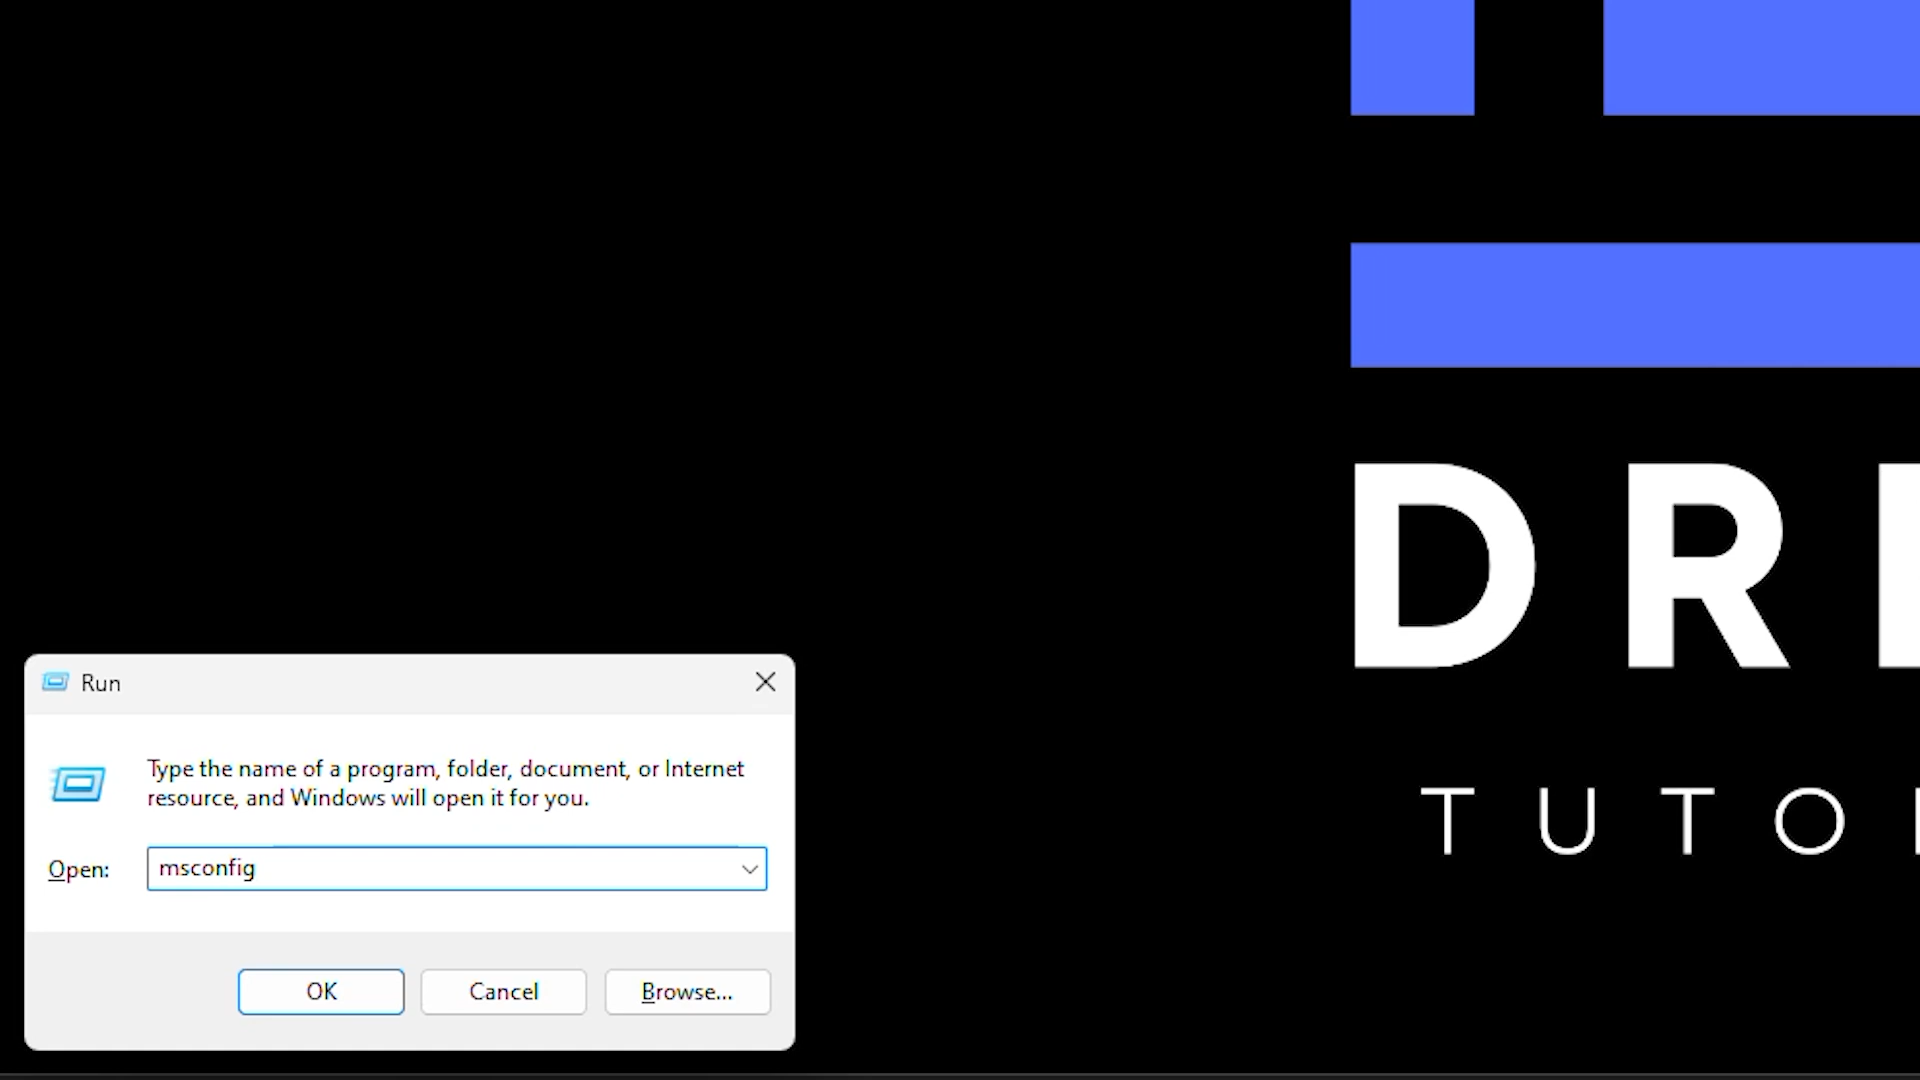 DR
TUTO
Run
Type the name of a program, folder, document, or Internet
resource, and Windows will open it for you.
Open: msconfig
OK Cancel Browse...